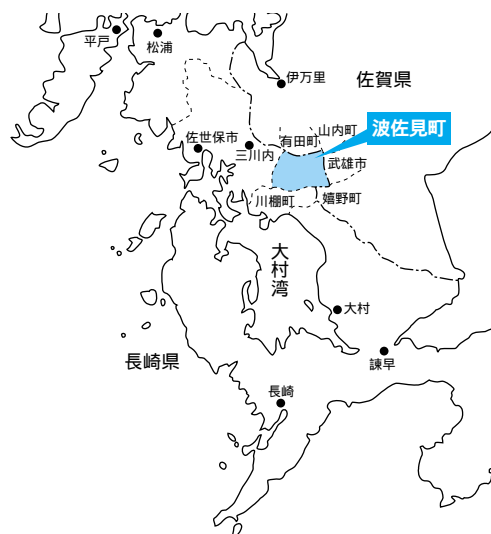 平戸
松浦
伊万里
佐賀県
山内町
波佐見町
有田町
佐世保市
三川内
武雄市
川棚町
嬉野町
大村湾
大村
長崎県
諫早
長崎